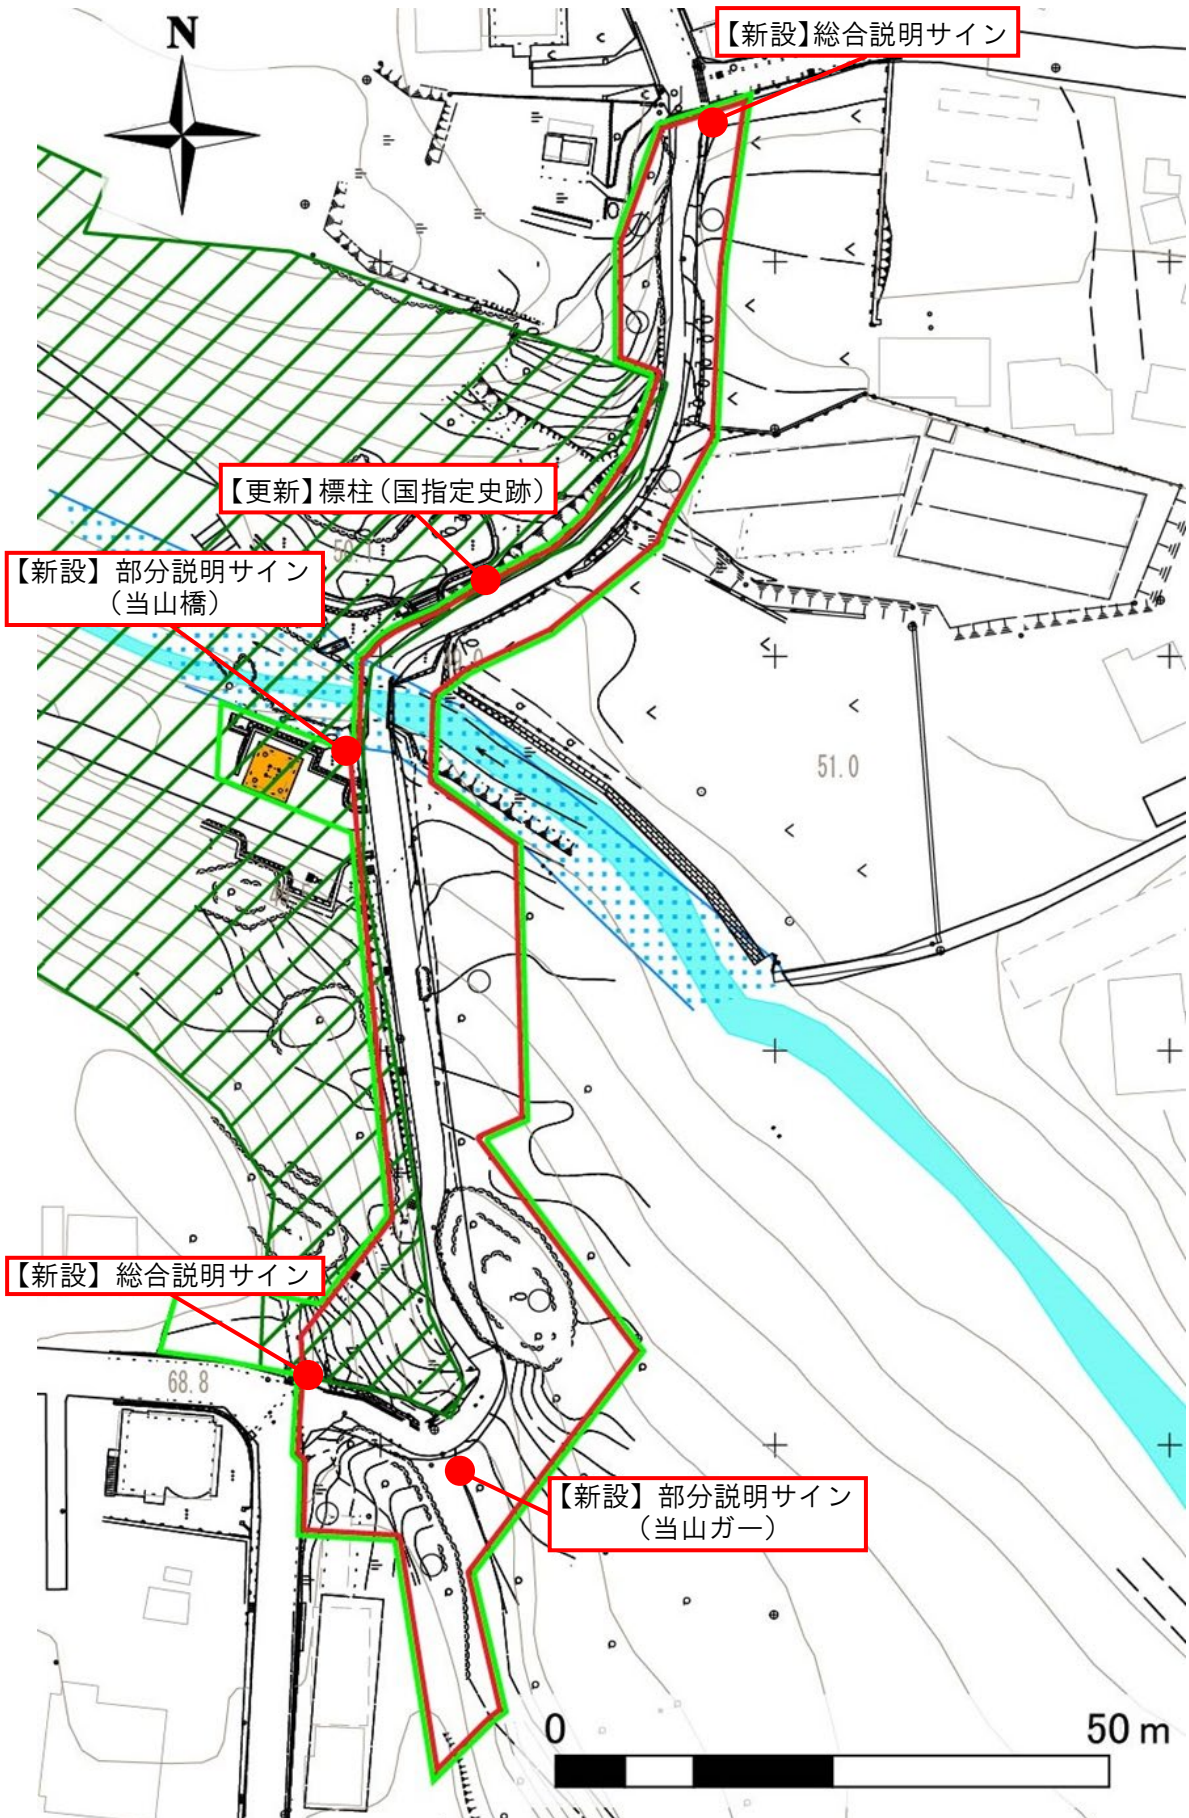 【新設】総合説明サイン
N
【更新】標柱（国指定史跡）
【新設】部分説明サイン
（当山橋）
51.0
【新設】総合説明サイン
68.8
【新設】部分説明サイン
（当山ガー）
0
50 m